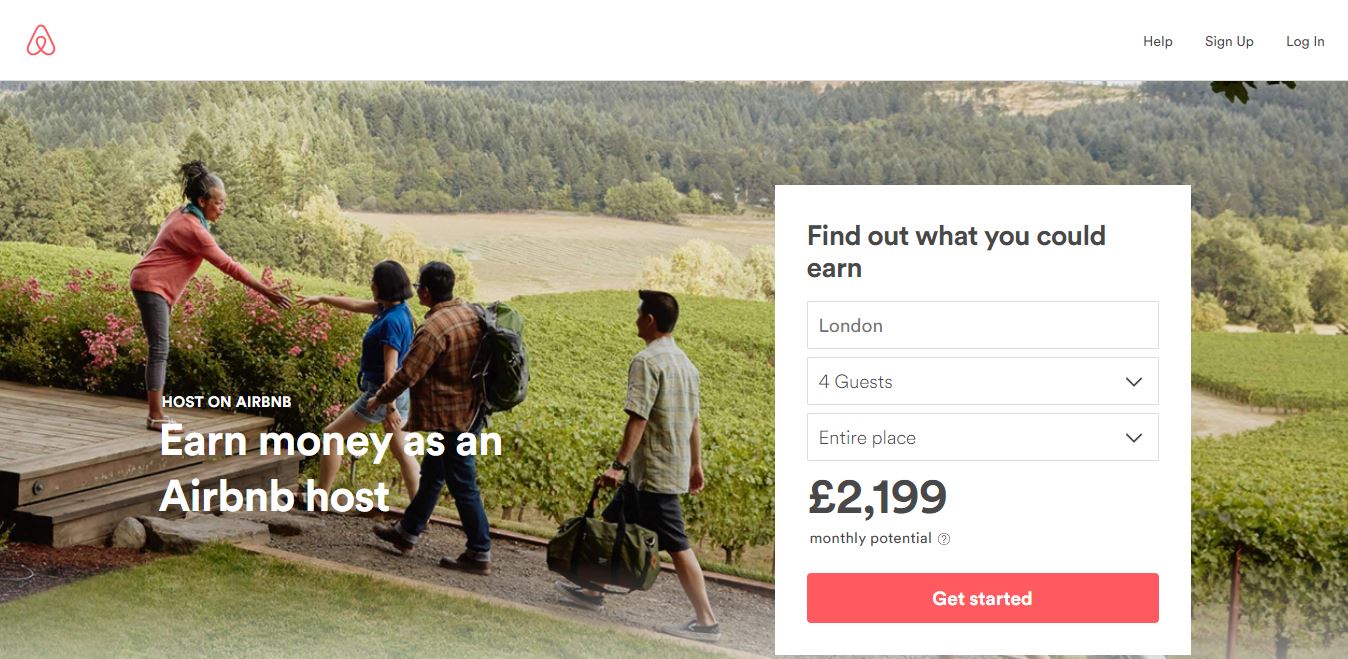 Help
Sign Up
Log In
HOST ON AIRBNB
Earn money as an
Airbnb host
Find out what you could
earn
London
4 Guests
Entire place
£2,199
monthly potential ?
Get started